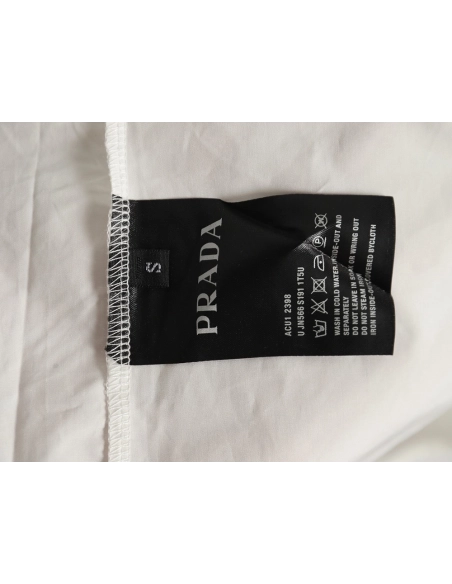 S
PRADA
ACU1 2398
U JN566 S191 1T5U
WASH IN COLD WATER INSIDE-OUT AND
SEPARATELY
DO NOT LEAVE IN OR WRING OUT
DO NOT STEAM IRON
IRON INSIDE-OUT COVERED BYCLOTH